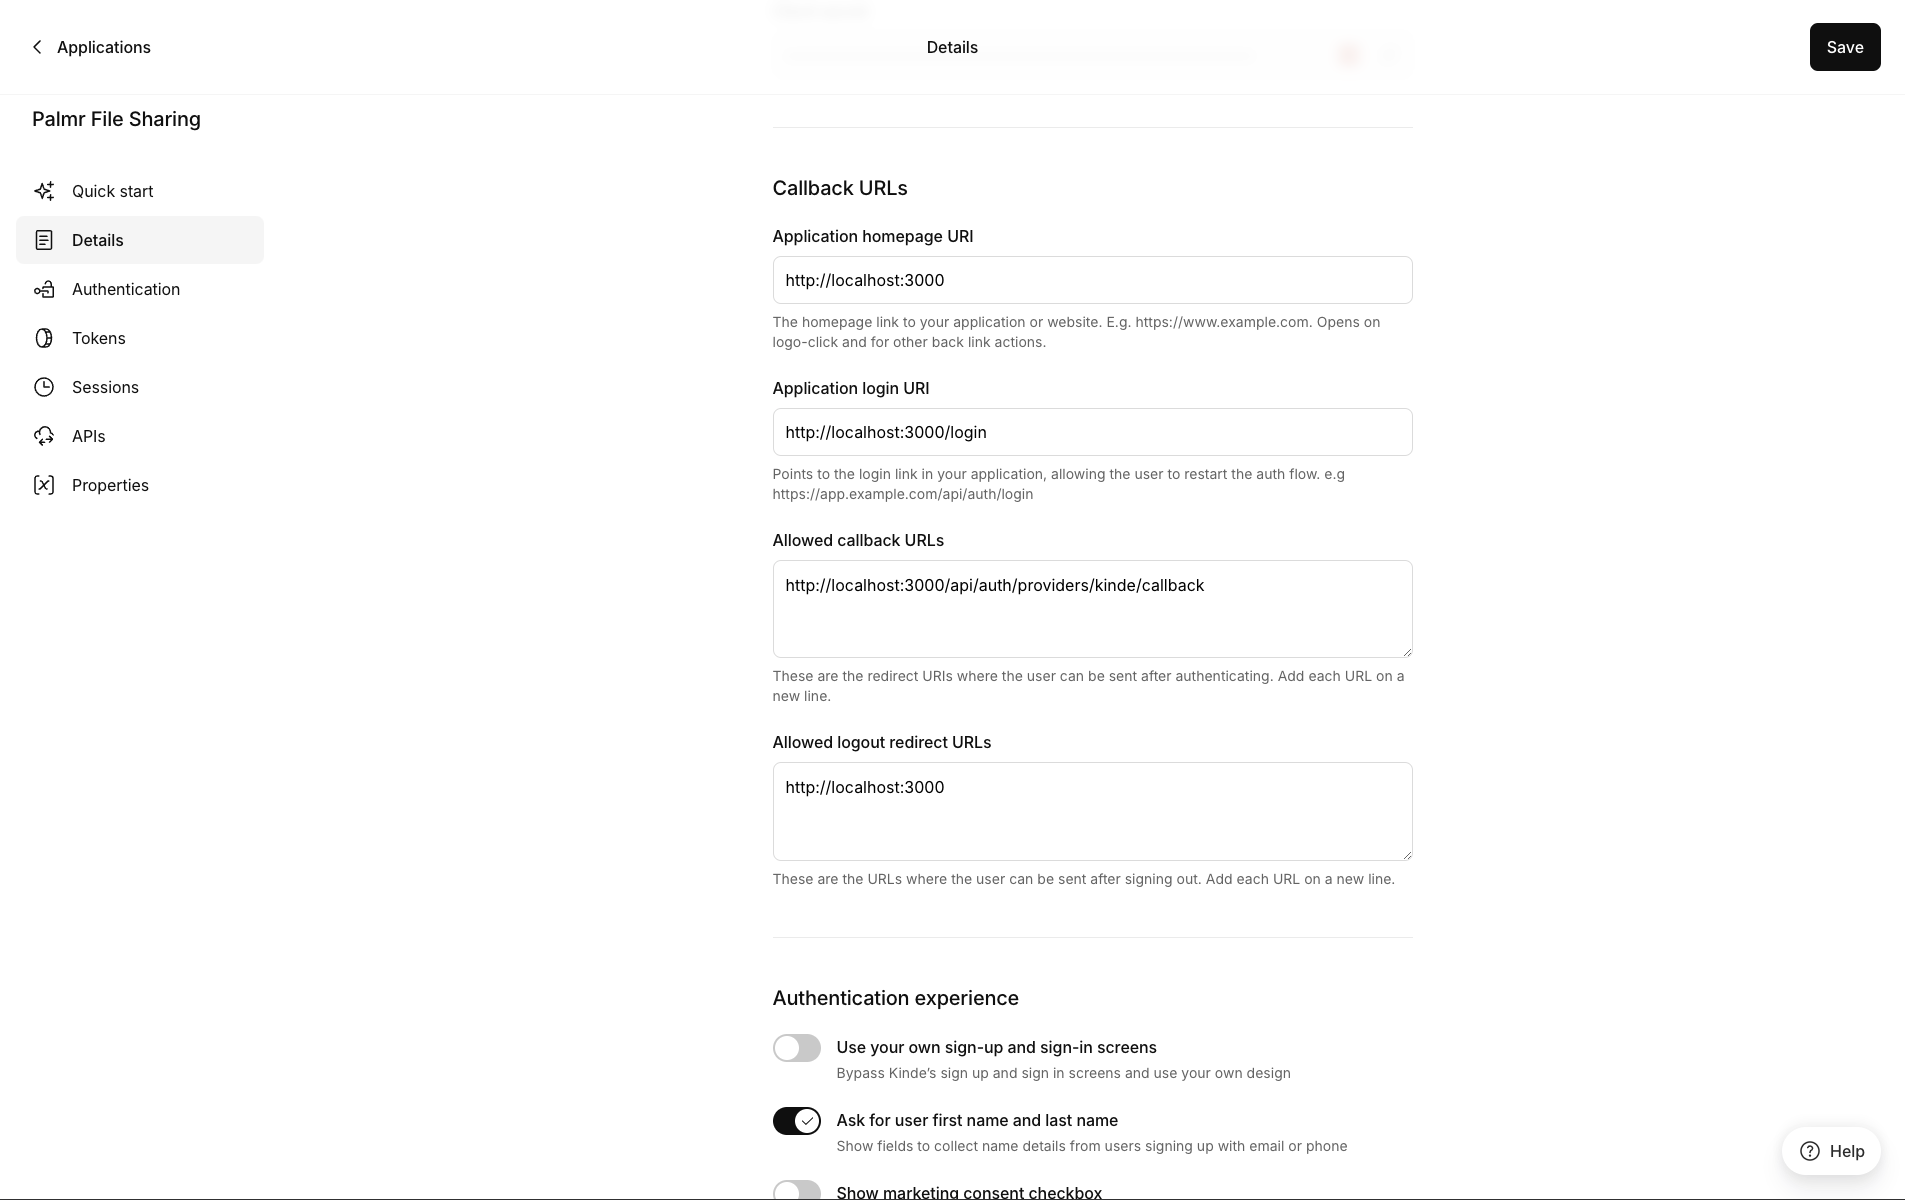 Applications
Details
Save
Palmr File Sharing
Quick start
Details
Authentication
Tokens
Sessions
APIs
Properties
Callback URLs
Application homepage URI
http://localhost:3000
The homepage link to your application or website. E.g. https://www.example.com. Opens on
logo-click and for other back link actions.
Application login URI
http://localhost:3000/login
Points to the login link in your application, allowing the user to restart the auth flow. e.g
https://app.example.com/api/auth/login
Allowed callback URLs
http://localhost:3000/api/auth/providers/kinde/callback
These are the redirect URIs where the user can be sent after authenticating. Add each URL on a
new line.
Allowed logout redirect URLs
http://localhost:3000
These are the URLs where the user can be sent after signing out. Add each URL on a new line.
Authentication experience
Use your own sign-up and sign-in screens
Bypass Kinde’s sign up and sign in screens and use your own design
Ask for user first name and last name
Show fields to collect name details from users signing up with email or phone
Show marketing consent checkbox
Help